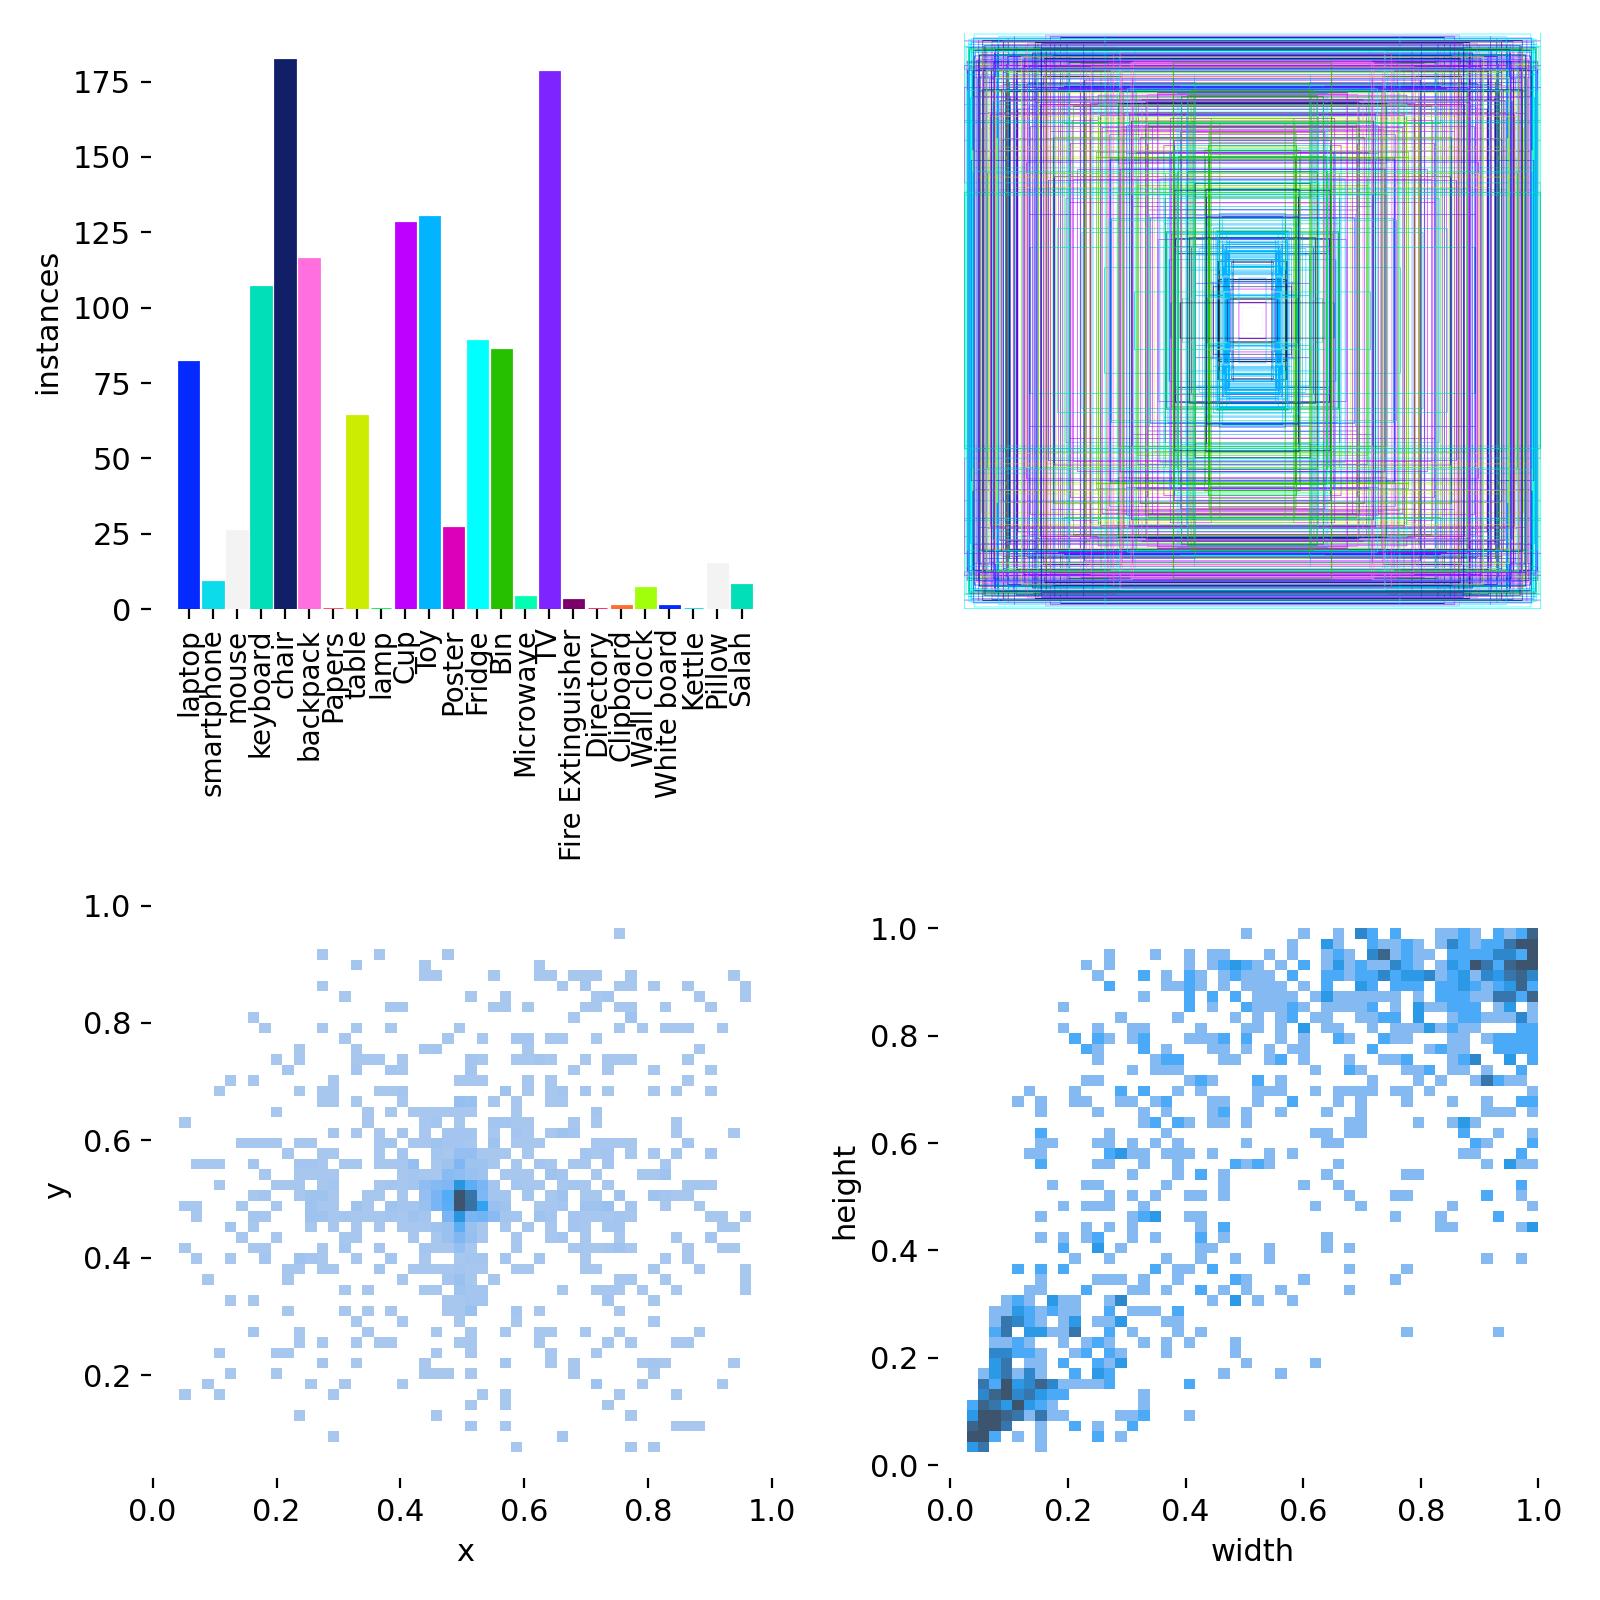 175
150
125
100
75
50
25
0
instances
laptop
smartphone
mouse
keyboard
chair
backpack
Papers
table
lamp
Cup
Toy
Poster
Fridge
Bin
Microwave
TV
Fire Extinguisher
Directory
Clipboard
Wall clock
White board
Kettle
Pillow
Salah
1.0
0.8
0.6
0.4
0.2
y
0.0 0.2 0.4 0.6 0.8 1.0
x
1.0
0.8
0.6
0.4
0.2
0.0
height
0.0 0.2 0.4 0.6 0.8 1.0
width